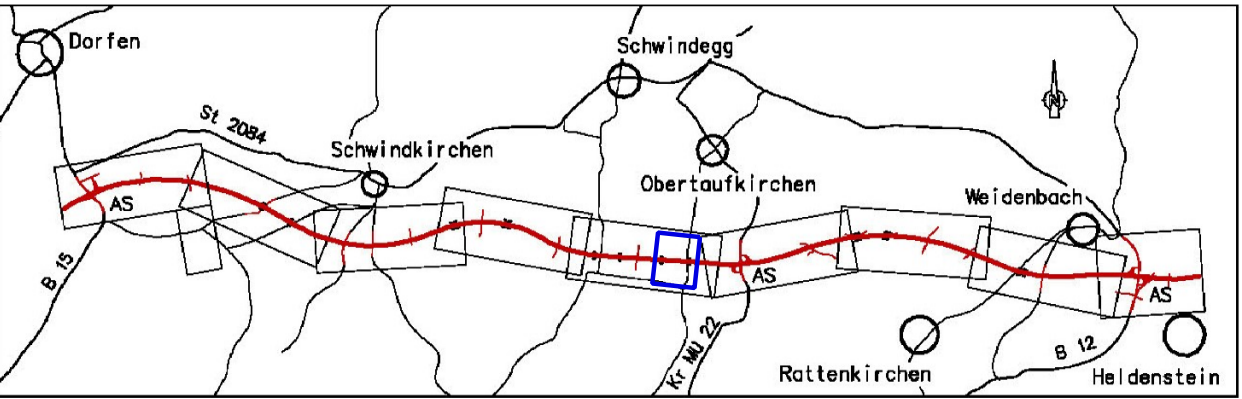 Dorfen
Schwindegg
N
St 2084
Schwindkirchen
Obertaufkirchen
Weidenbach
AS
B 15
AS
AS
Kr MÜ 22
B 12
Rattenkirchen
Heldenstein